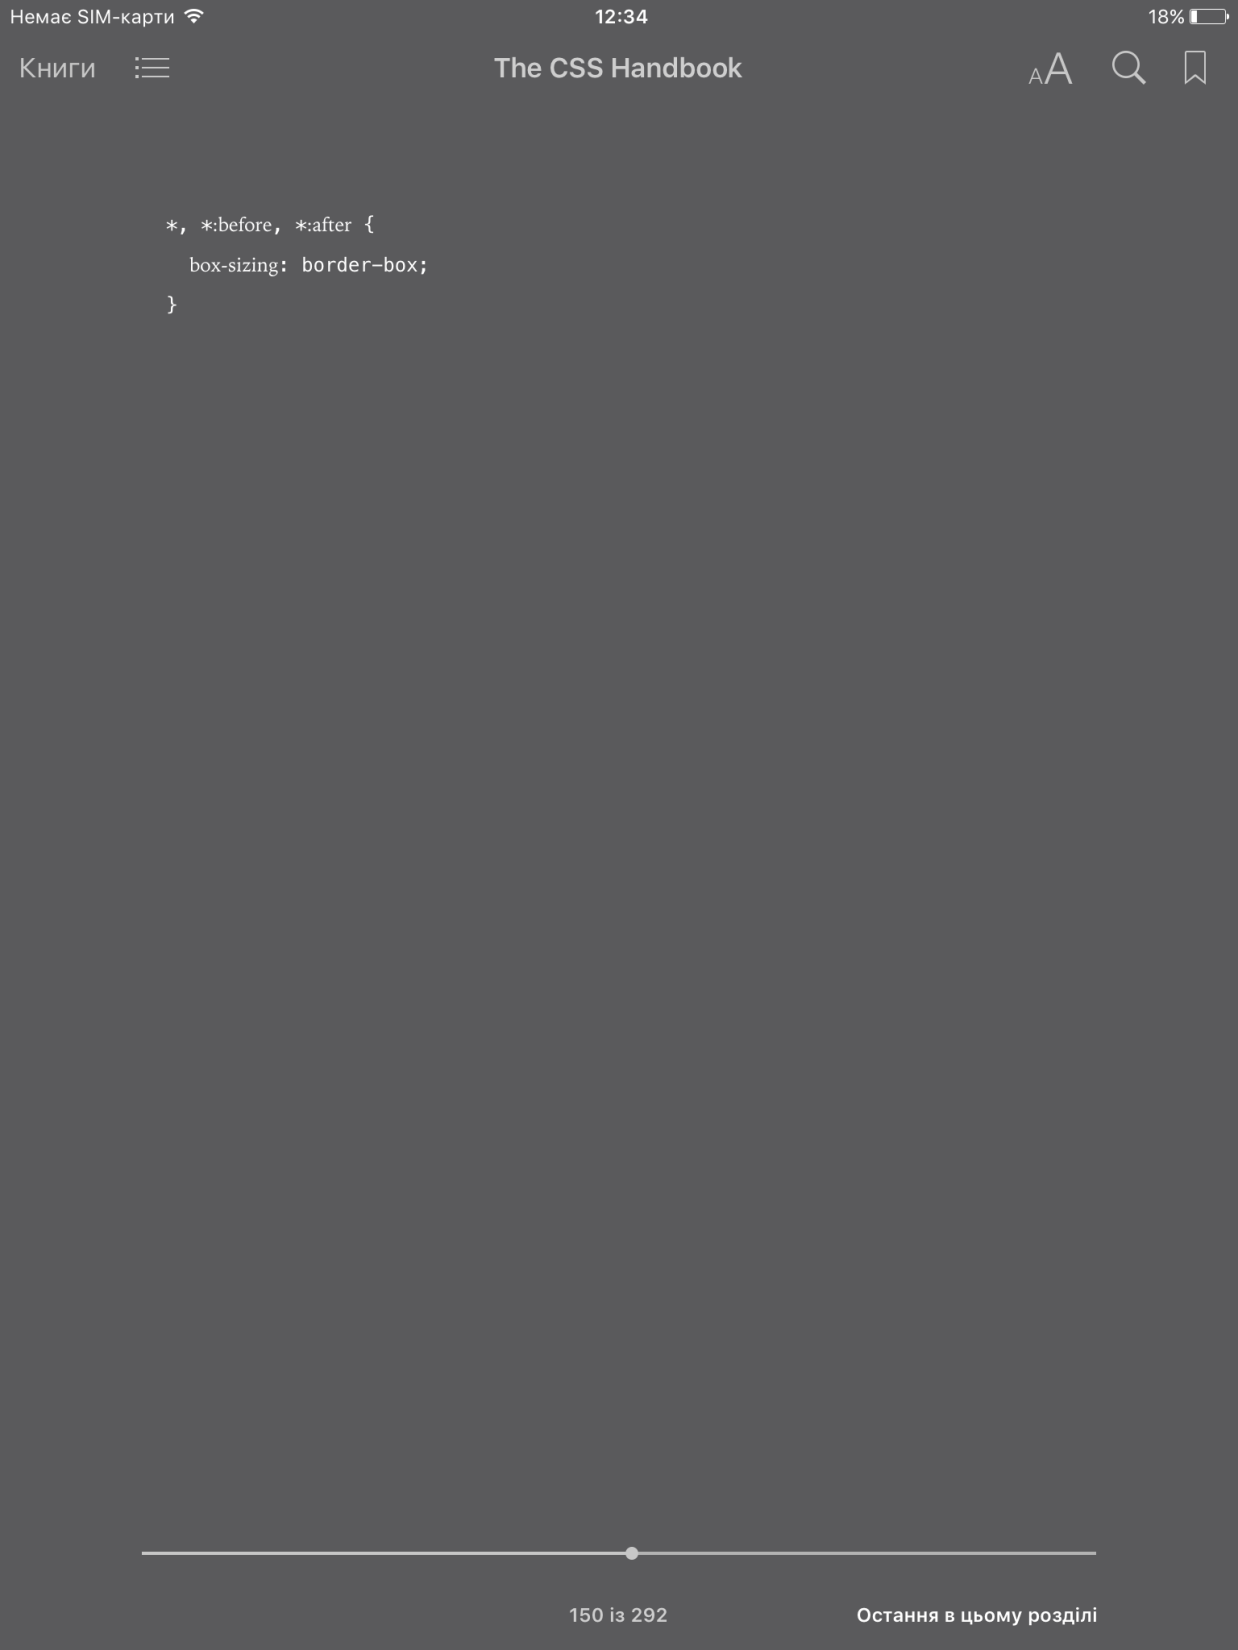 Немає SIM-карти 12:34 18%
Книги The CSS Handbook AA
*, *:before, *:after {
box-sizing: border-box;
}
150 із 292 Остання в цьому розділі